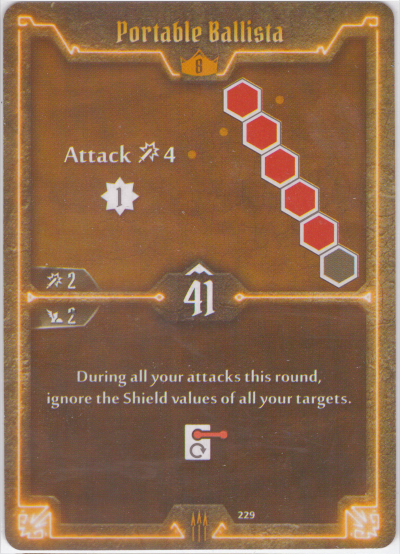 Portable Ballista
8
Attack 4
1
2
41
2
During all your attacks this round,
ignore the Shield values of all your targets.
229